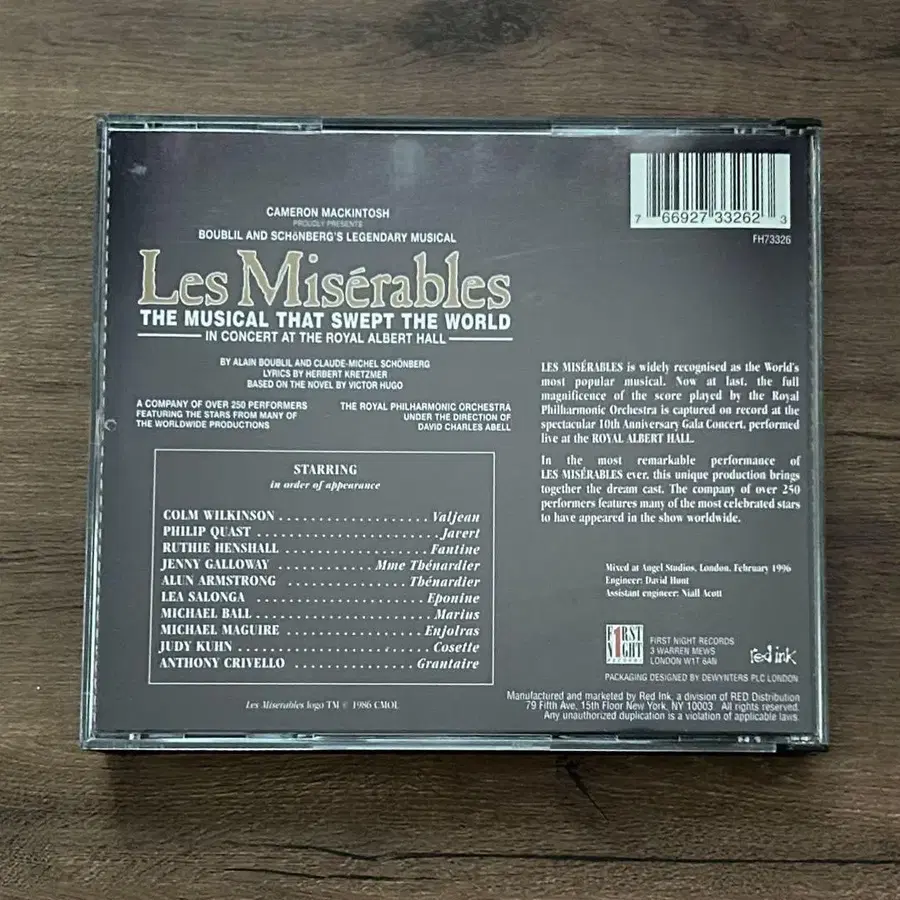 CAMERON MACKINTOSH
PROUDLY PRESENTS
BOUBLIL AND SCHöNBERG'S LEGENDARY MUSICAL
Les Misérables
THE MUSICAL THAT SWEPT THE WORLD
IN CONCERT AT THE ROYAL ALBERT HALL
BY ALAIN BOUBLIL AND CLAUDE-MICHEL SCHÖNBERG
LYRICS BY HERBERT KRETZMER
BASED ON THE NOVEL BY VICTOR HUGO
A COMPANY OF OVER 250 PERFORMERS
FEATURING THE STARS FROM MANY OF
THE WORLDWIDE PRODUCTIONS
THE ROYAL PHILHARMONIC ORCHESTRA
UNDER THE DIRECTION OF
DAVID CHARLES ABELL
STARRING
in order of appearance
COLM WILKINSON .................... Valjean
PHILIP QUAST ......................... Javert
RUTHIE HENSHALL ................... Fantine
JENNY GALLOWAY ............. Mme Thénardier
ALUN ARMSTRONG ................. Thénardier
LEA SALONGA ....................... Eponine
MICHAEL BALL ....................... Marius
MICHAEL MAGUIRE .................. Enjolras
JUDY KUHN .......................... Cosette
ANTHONY CRIVELLO ................. Grantaire
Les Miserables logo TM © 1986 CMOL
7 66927 33262 3
FH73326
LES MISÉRABLES is widely recognised as the World's
most popular musical. Now at last, the full
magnificence of the score played by the Royal
Philharmonic Orchestra is captured on record at the
spectacular 10th Anniversary Gala Concert, performed
live at the ROYAL ALBERT HALL.
In the most remarkable performance of
LES MISÉRABLES ever, this unique production brings
together the dream cast. The company of over 250
performers features many of the most celebrated stars
to have appeared in the show worldwide.
Mixed at Angel Studios, London, February 1996
Engineer: David Hunt
Assistant engineer: Niall Acott
F1RST
N1GHT
RECORDS
FIRST NIGHT RECORDS
3 WARREN MEWS
LONDON W1T 6AN
red ink
PACKAGING DESIGNED BY DEWYNTERS PLC LONDON
Manufactured and marketed by Red Ink, a division of RED Distribution
79 Fifth Ave, 15th Floor New York, NY 10003. All rights reserved.
Any unauthorized duplication is a violation of applicable laws.